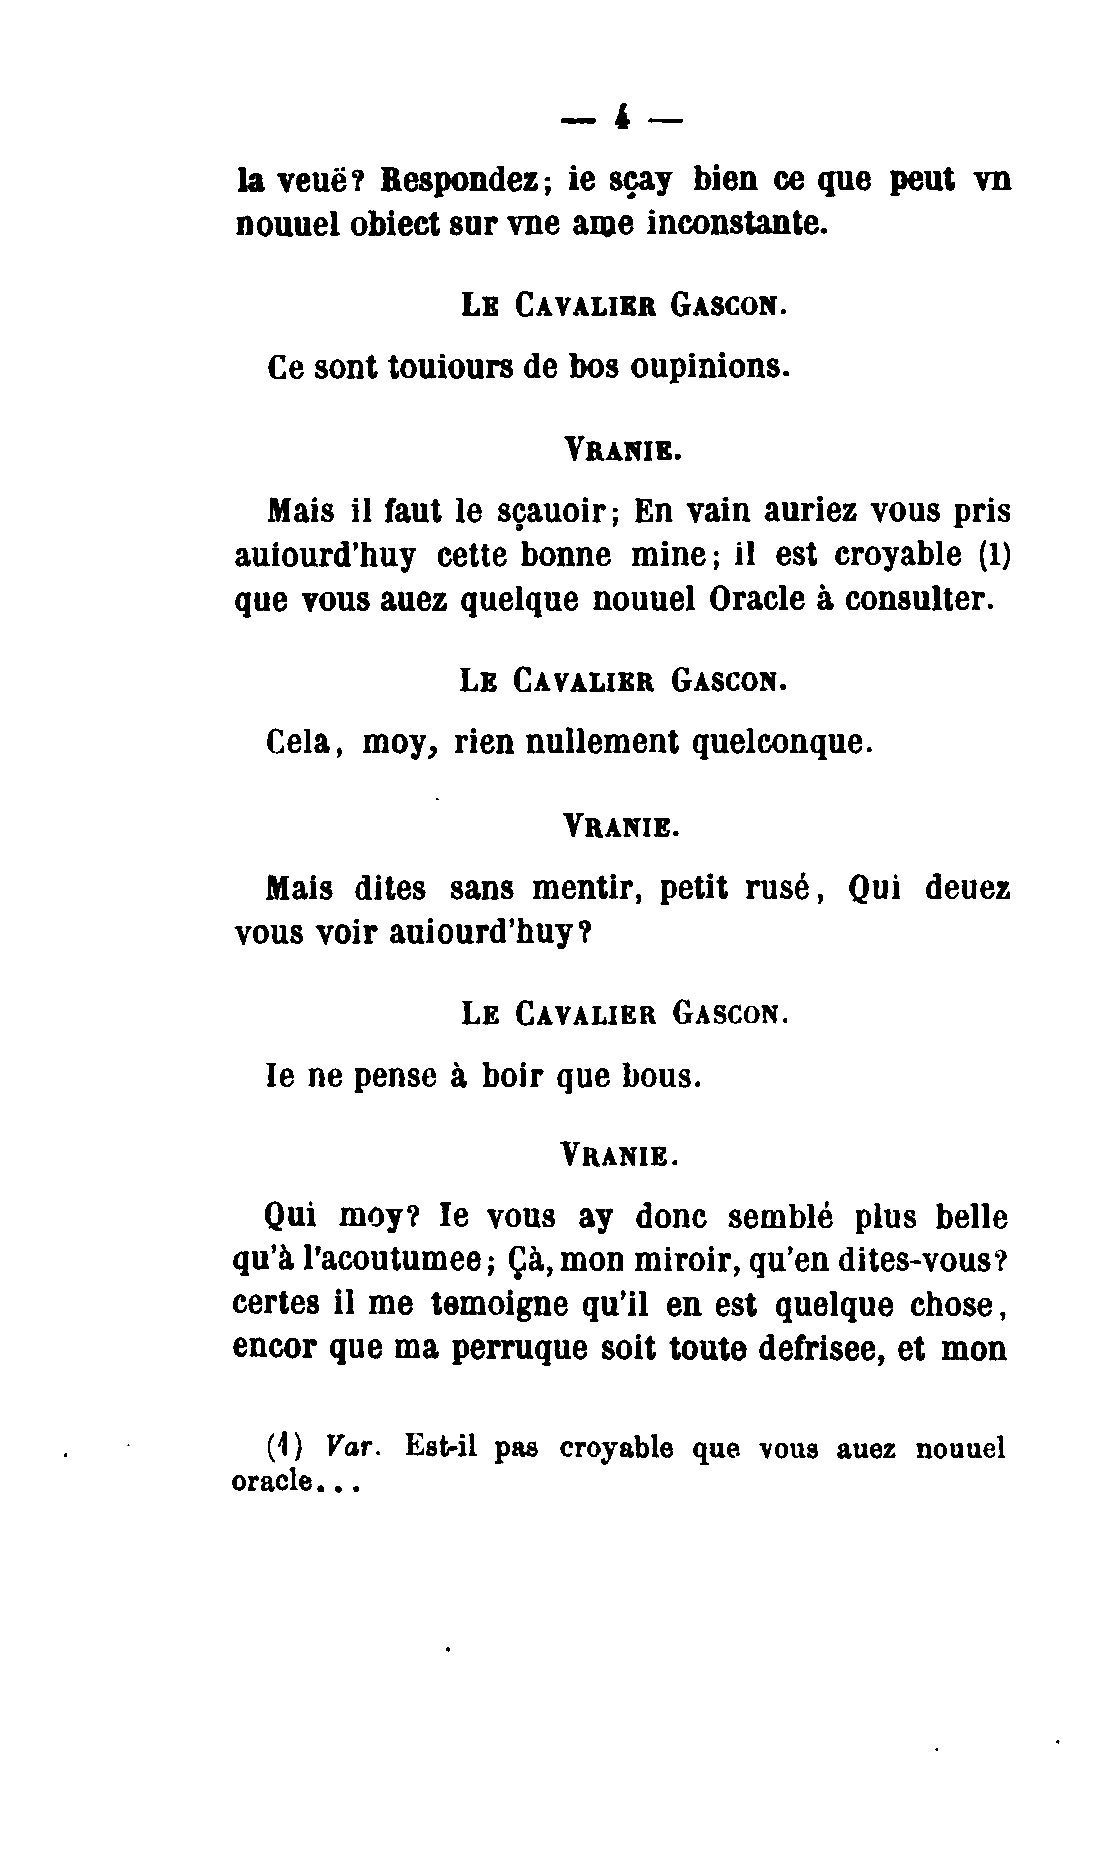 — 4 —
la veuë? Respondez; ie sçay bien ce que peut vn
nouuel obiect sur vne ame inconstante.
LE CAVALIER GASCON.
Ce sont touiours de bos oupinions.
VRANIE.
Mais il faut le sçauoir; En vain auriez vous pris
auiourd'huy cette bonne mine; il est croyable (1)
que vous auez quelque nouuel Oracle à consulter.
LE CAVALIER GASCON.
Cela, moy, rien nullement quelconque.
VRANIE.
Mais dites sans mentir, petit rusé, Qui deuez
vous voir auiourd'huy?
LE CAVALIER GASCON.
Ie ne pense à boir que bous.
VRANIE.
Qui moy? Ie vous ay donc semblé plus belle
qu'à l'acoutumee; Çà, mon miroir, qu'en dites-vous?
certes il me temoigne qu'il en est quelque chose,
encor que ma perruque soit toute defrisee, et mon
(1) Var. Est-il pas croyable que vous auez nouuel
oracle...